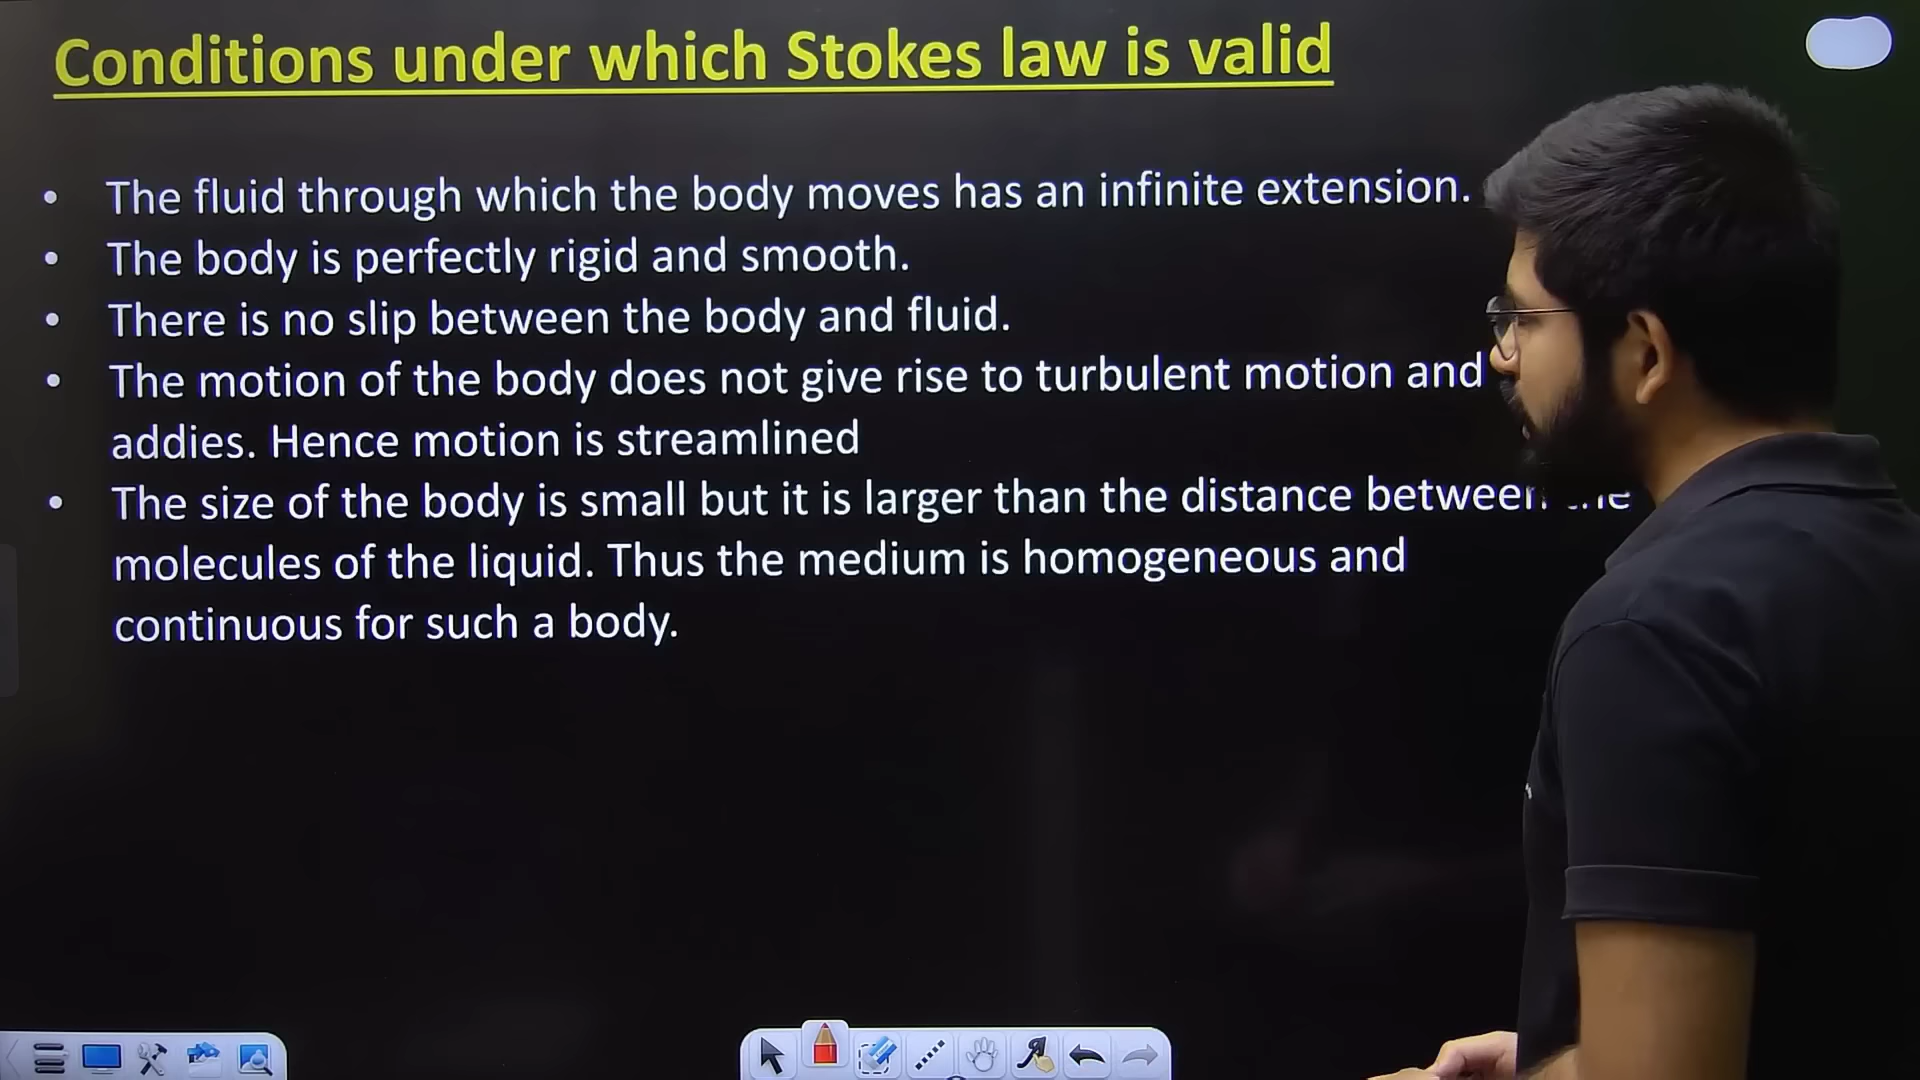 Conditions under which Stokes law is valid
• The fluid through which the body moves has an infinite extension.
• The body is perfectly rigid and smooth.
• There is no slip between the body and fluid.
• The motion of the body does not give rise to turbulent motion and
addies. Hence motion is streamlined
• The size of the body is small but it is larger than the distance between the
molecules of the liquid. Thus the medium is homogeneous and
continuous for such a body.